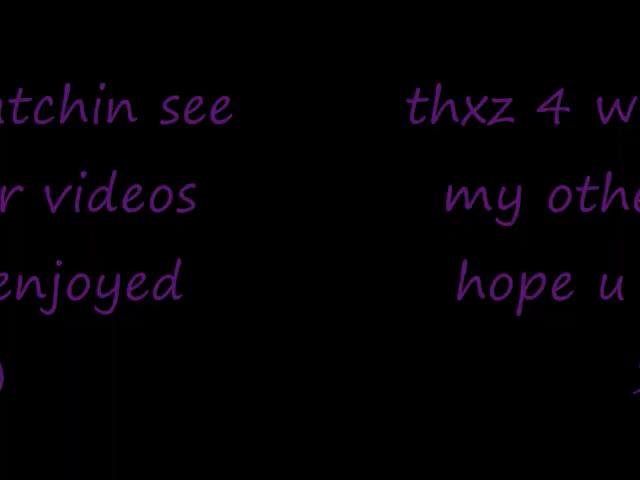 atchin see thxz 4 w
r videos my othe
enjoyed hope u
)